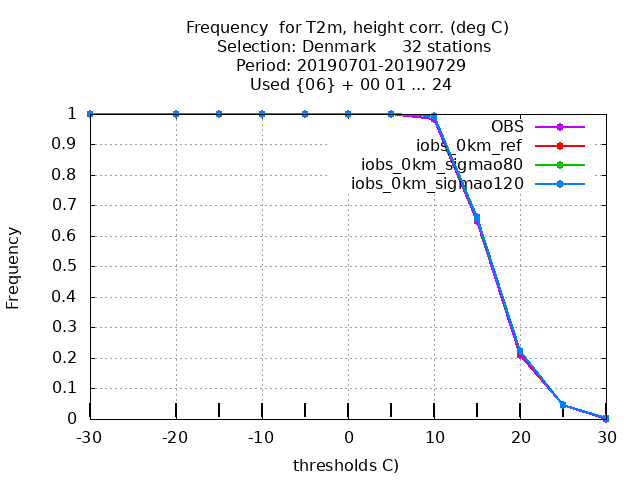 Frequency  for T2m, height corr. (deg C)
Selection: Denmark     32 stations
Period: 20190701-20190729
Used {06} + 00 01 ... 24
OBS
iobs_0km_ref
iobs_0km_sigmao80
iobs_0km_sigmao120
Frequency
1
0.9
0.8
0.7
0.6
0.5
0.4
0.3
0.2
0.1
0
-30 -20 -10 0 10 20 30
thresholds C)